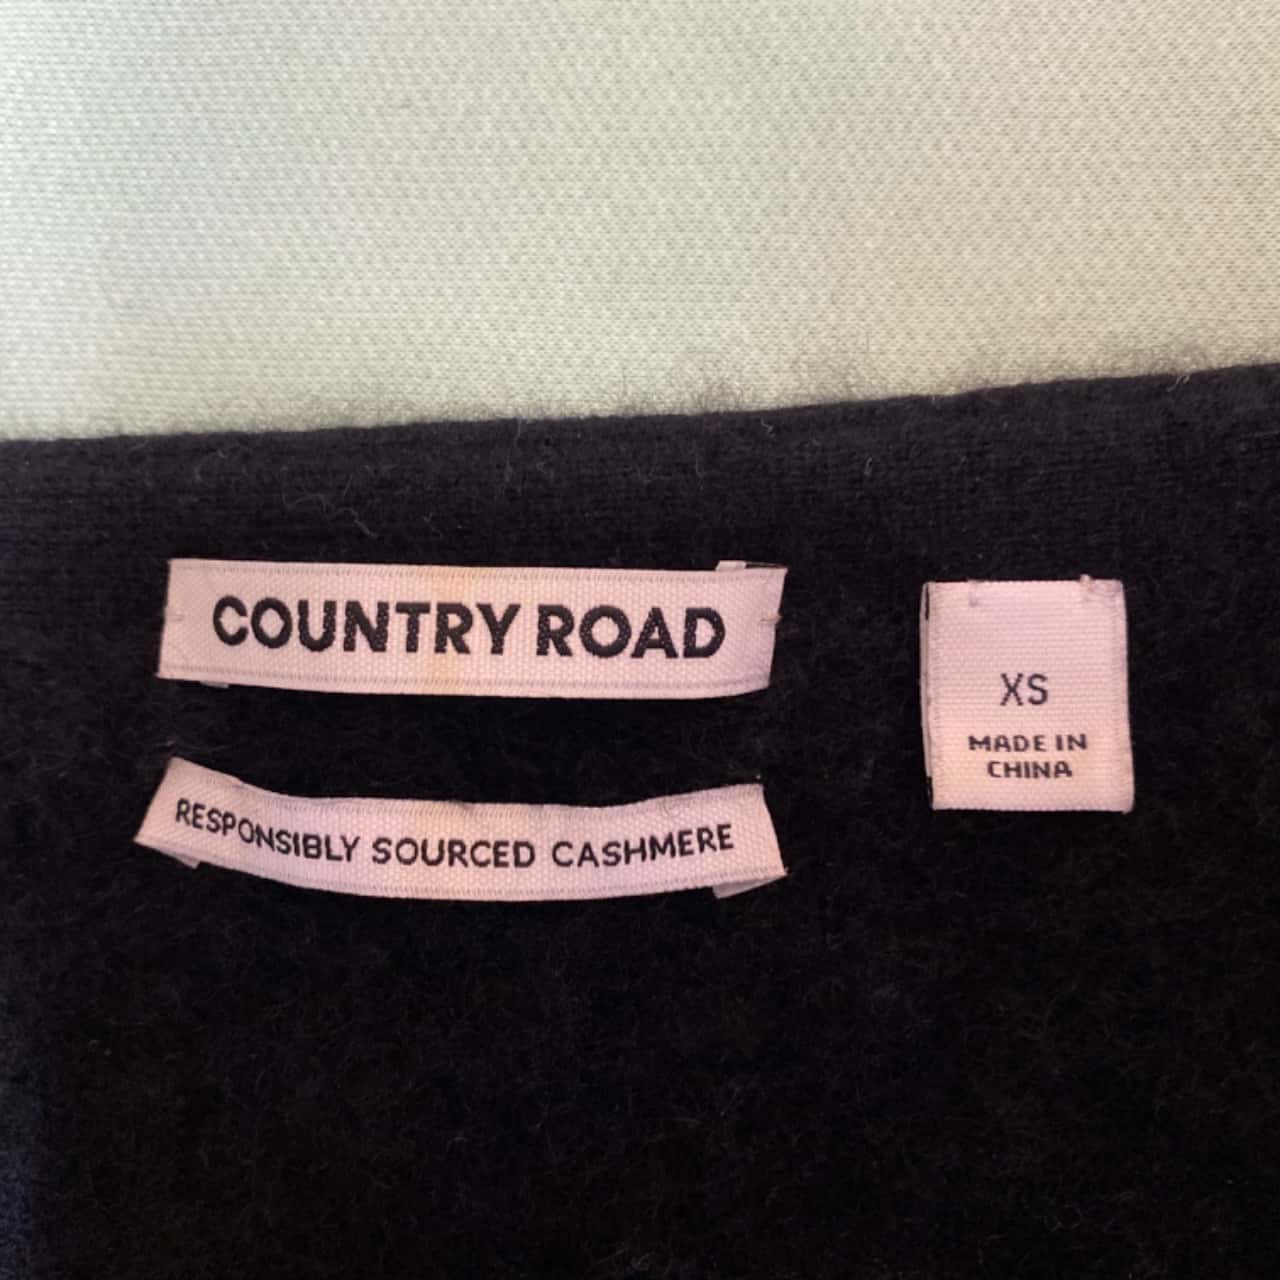 COUNTRY ROAD
RESPONSIBLY SOURCED CASHMERE
XS
MADE IN
CHINA